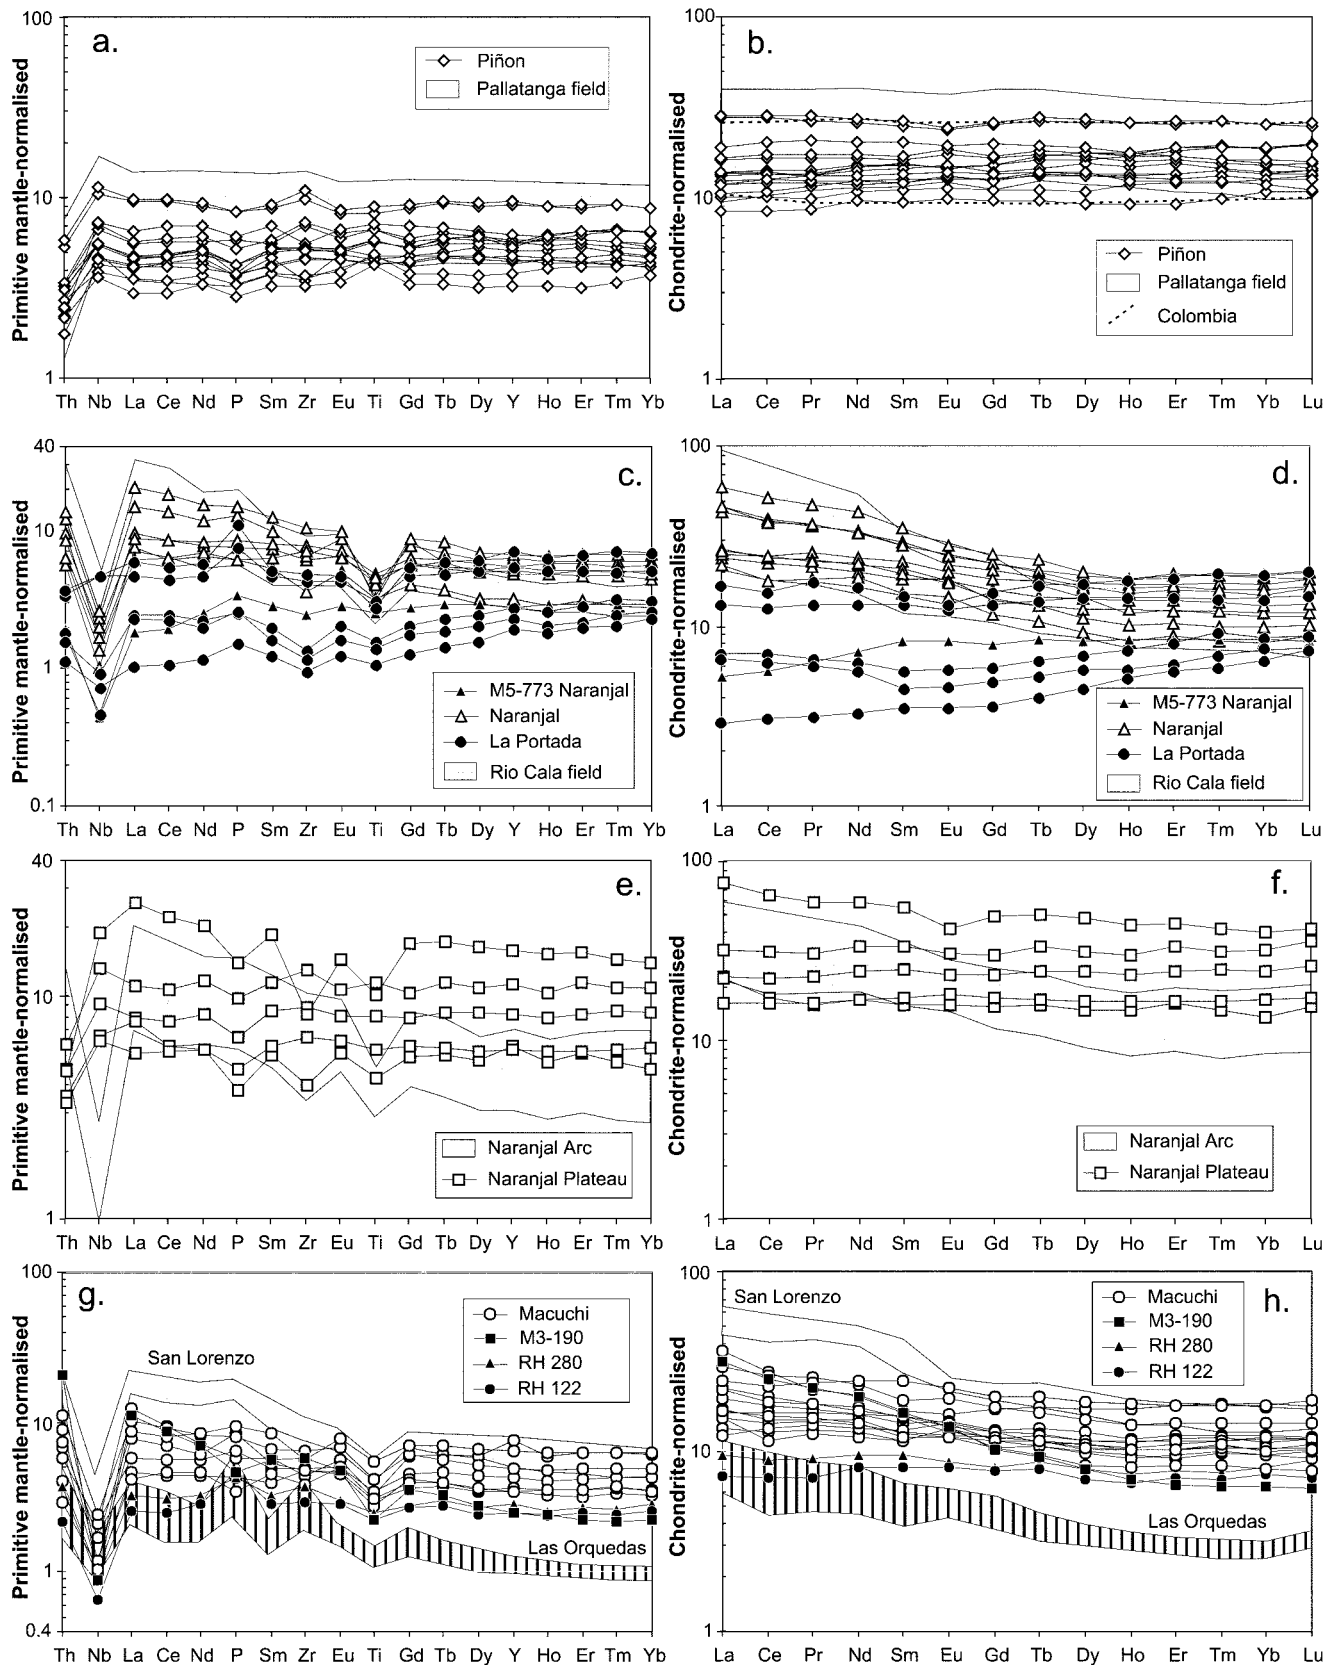 a.
Primitive mantle-normalised
100
10
1
Piñon
Pallatanga field
Th Nb La Ce Nd P Sm Zr Eu Ti Gd Tb Dy Y Ho Er Tm Yb
b.
Chondrite-normalised
100
10
1
Piñon
Pallatanga field
Colombia
La Ce Pr Nd Sm Eu Gd Tb Dy Ho Er Tm Yb Lu
c.
Primitive mantle-normalised
40
10
1
0.1
M5-773 Naranjal
Naranjal
La Portada
Rio Cala field
Th Nb La Ce Nd P Sm Zr Eu Ti Gd Tb Dy Y Ho Er Tm Yb
d.
Chondrite-normalised
100
10
1
M5-773 Naranjal
Naranjal
La Portada
Rio Cala field
La Ce Pr Nd Sm Eu Gd Tb Dy Ho Er Tm Yb Lu
e.
Primitive mantle-normalised
40
10
1
Naranjal Arc
Naranjal Plateau
Th Nb La Ce Nd P Sm Zr Eu Ti Gd Tb Dy Y Ho Er Tm Yb
f.
Chondrite-normalised
100
10
1
Naranjal Arc
Naranjal Plateau
La Ce Pr Nd Sm Eu Gd Tb Dy Ho Er Tm Yb Lu
g.
Primitive mantle-normalised
100
10
1
0.4
Macuchi
M3-190
RH 280
RH 122
San Lorenzo
Las Orquedas
Th Nb La Ce Nd P Sm Zr Eu Ti Gd Tb Dy Y Ho Er Tm Yb
h.
Chondrite-normalised
100
10
1
San Lorenzo
Macuchi
M3-190
RH 280
RH 122
Las Orquedas
La Ce Pr Nd Sm Eu Gd Tb Dy Ho Er Tm Yb Lu